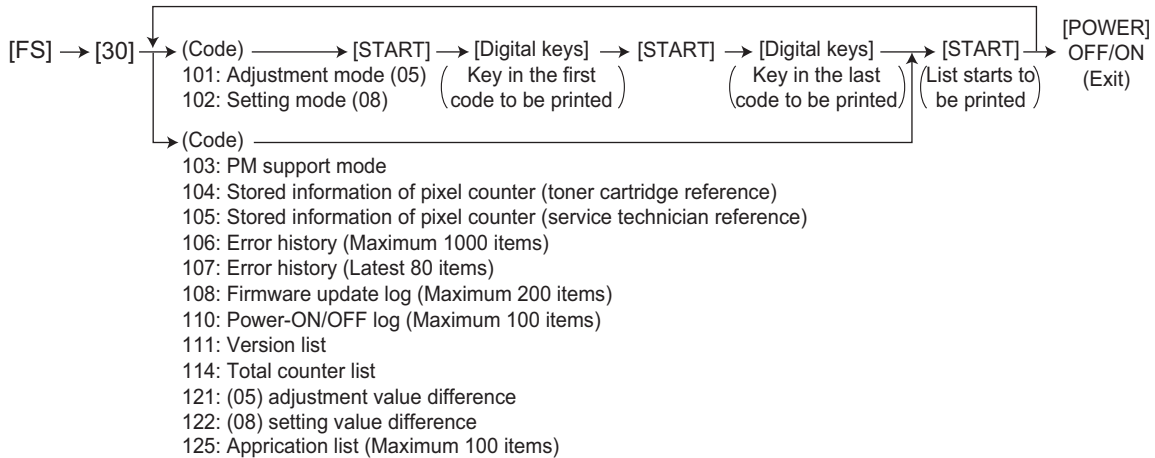 [FS] → [30] → (Code) → [START] → [Digital keys] → [START] → [Digital keys] → [START] → [POWER] OFF/ON (Exit)
101: Adjustment mode (05)
102: Setting mode (08)
(Key in the first code to be printed)
(Key in the last code to be printed)
(List starts to be printed)
(Code)
103: PM support mode
104: Stored information of pixel counter (toner cartridge reference)
105: Stored information of pixel counter (service technician reference)
106: Error history (Maximum 1000 items)
107: Error history (Latest 80 items)
108: Firmware update log (Maximum 200 items)
110: Power-ON/OFF log (Maximum 100 items)
111: Version list
114: Total counter list
121: (05) adjustment value difference
122: (08) setting value difference
125: Apprication list (Maximum 100 items)